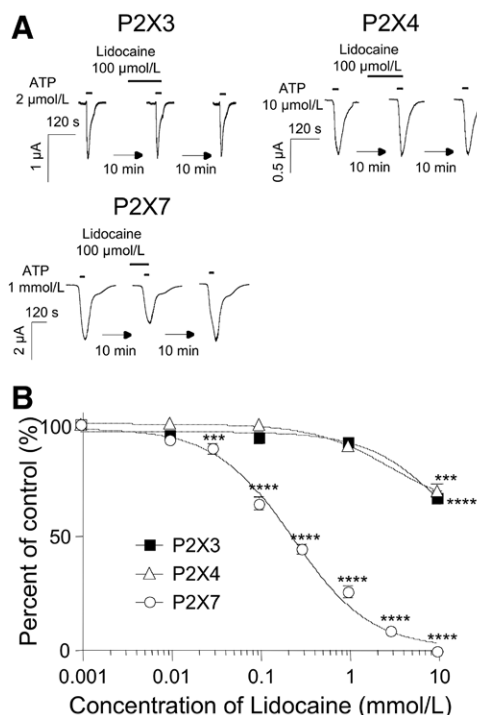 A
P2X3
P2X4
Lidocaine
100 μmol/L
Lidocaine
100 μmol/L
ATP
2 μmol/L
ATP
10 μmol/L
120 s
1 μA
10 min
10 min
120 s
0.5 μA
10 min
10 min
P2X7
Lidocaine
100 μmol/L
ATP
1 mmol/L
120 s
2 μA
10 min
10 min
B
Percent of control (%)
100
50
0
***
****
****
****
****
****
***
****
P2X3
P2X4
P2X7
0.001 0.01 0.1 1 10
Concentration of Lidocaine (mmol/L)